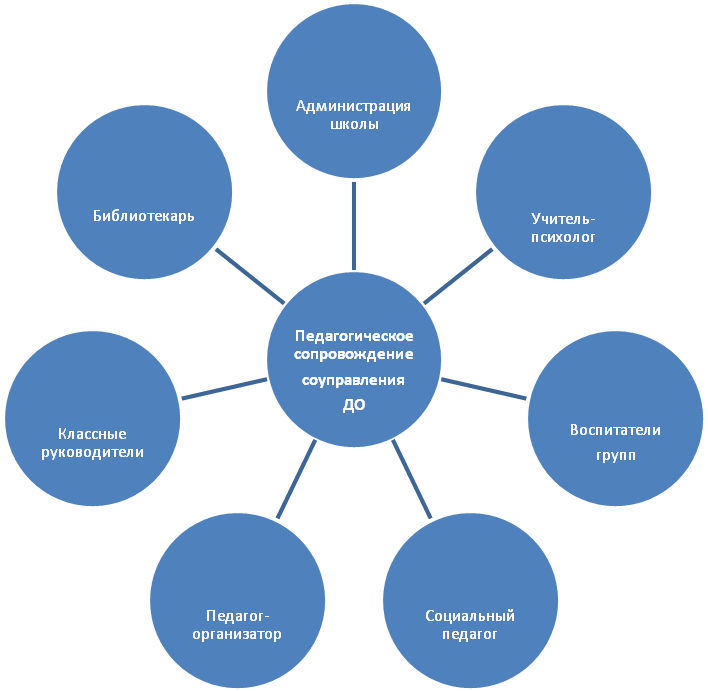 Администрация
школы
Учитель-
психолог
Воспитатели
групп
Социальный
педагог
Педагог-
организатор
Классные
руководители
Библиотекарь
Педагогическое
сопровождение
соуправления
ДО